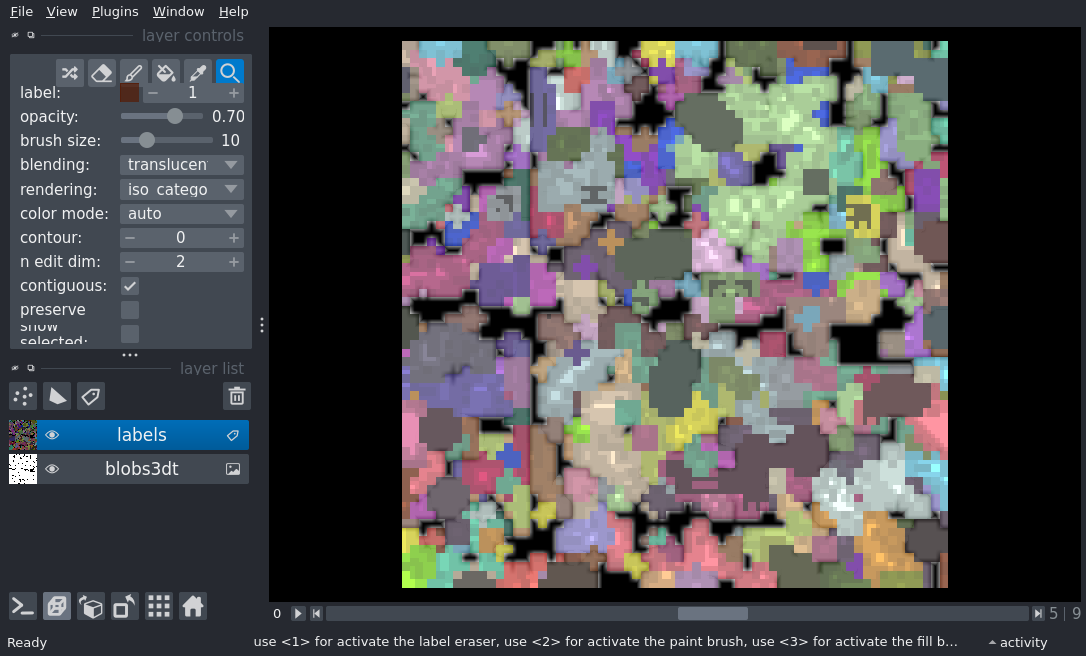 File View Plugins Window Help
layer controls
label: 1
opacity: 0.70
brush size: 10
blending: translucen
rendering: iso_catego
color mode: auto
contour: 0
n edit dim: 2
contiguous:
preserve
show
selected:
layer list
labels
blobs3dt
0 5 | 9
Ready use <1> for activate the label eraser, use <2> for activate the paint brush, use <3> for activate the fill b... activity